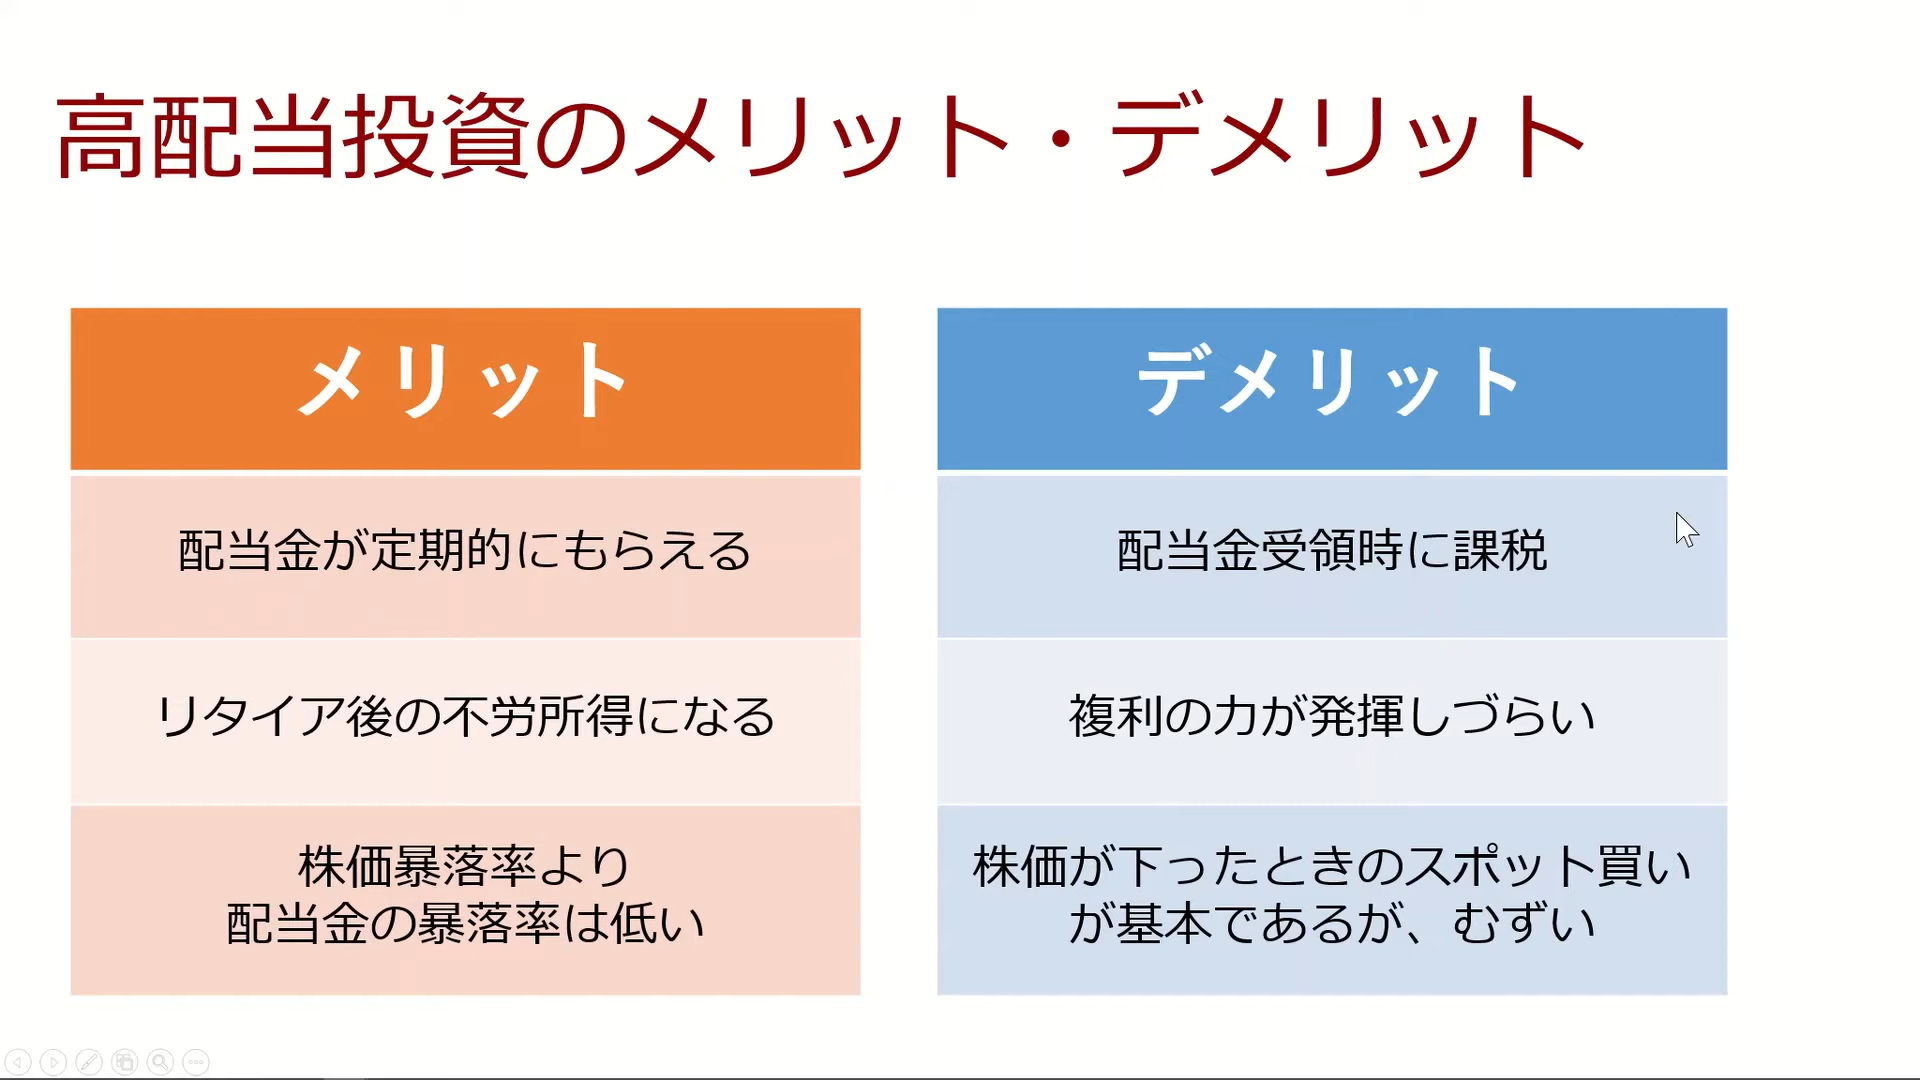 高配当投資のメリット・デメリット
メリット
配当金が定期的にもらえる
リタイア後の不労所得になる
株価暴落率より
配当金の暴落率は低い
デメリット
配当金受領時に課税
複利の力が発揮しづらい
株価が下ったときのスポット買い
が基本であるが、むずい